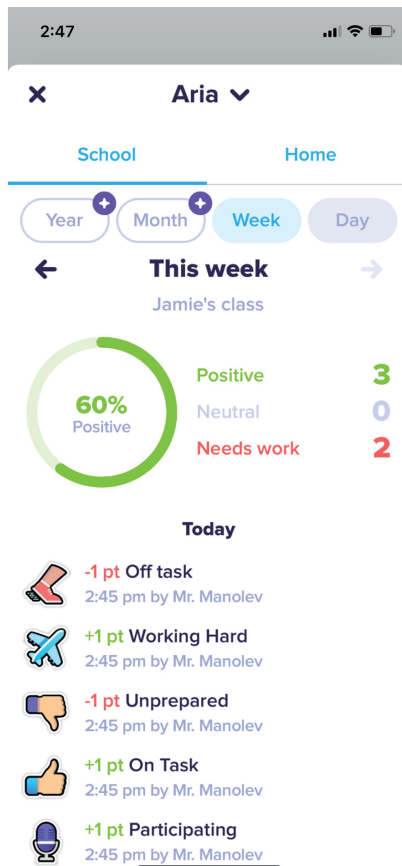 2:47
Aria
School Home
Year Month Week Day
This week
Jamie's class
60%
Positive
Positive 3
Neutral 0
Needs work 2
Today
-1 pt Off task
2:45 pm by Mr. Manolev
+1 pt Working Hard
2:45 pm by Mr. Manolev
-1 pt Unprepared
2:45 pm by Mr. Manolev
+1 pt On Task
2:45 pm by Mr. Manolev
+1 pt Participating
2:45 pm by Mr. Manolev